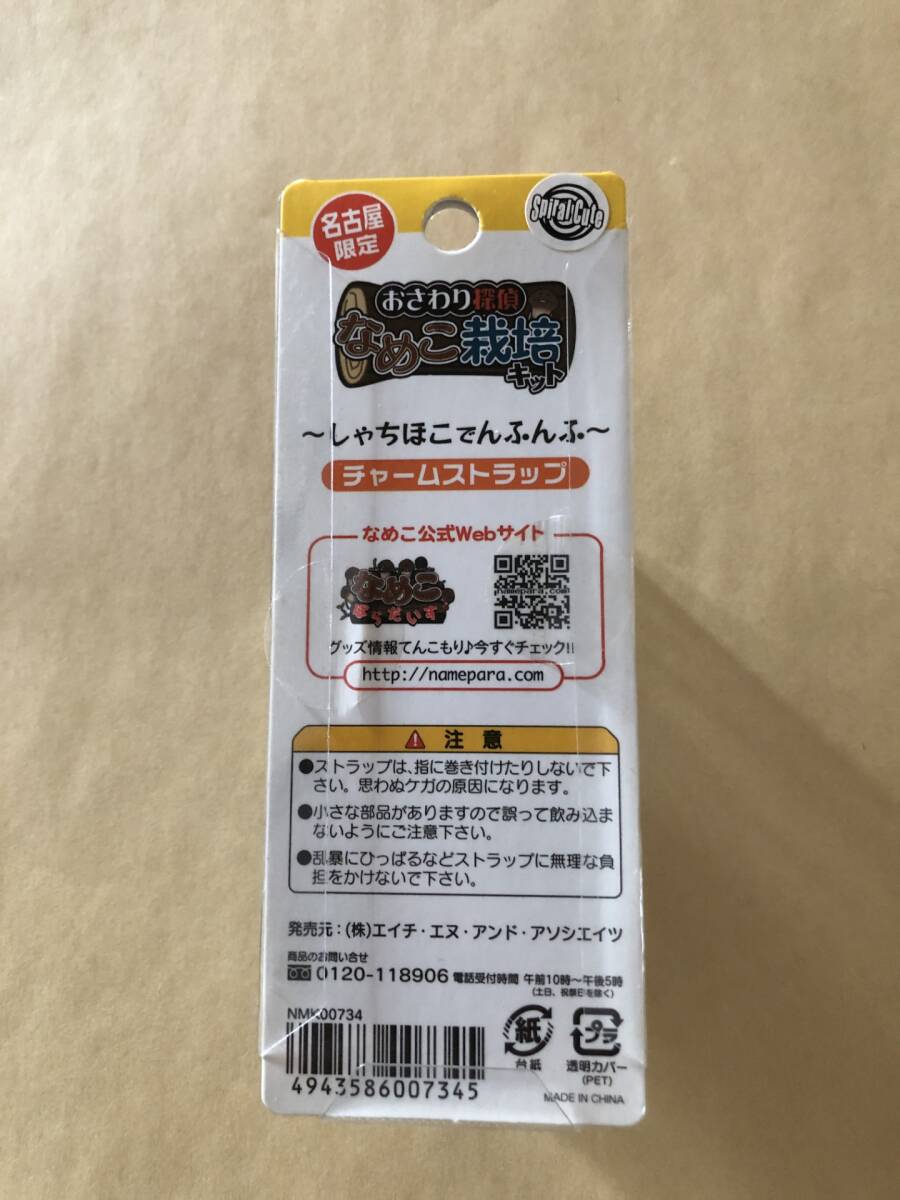 名古屋
限定
Spiral Cute
おさわり探偵
なめこ栽培
キット
～しゃちほこでんふんふ～
チャームストラップ
なめこ公式Webサイト
なめこ
ぱらだいす
namepara.com
グッズ情報てんこもり♪今すぐチェック!!
http://namepara.com
注意
●ストラップは、指に巻き付けたりしないで下
さい。思わぬケガの原因になります。
●小さな部品がありますので誤って飲み込ま
ないようにご注意下さい。
●乱暴にひっぱるなどストラップに無理な負
担をかけないで下さい。
発売元：(株)エイチ・エヌ・アンド・アソシエイツ
商品のお問い合せ
0120-118906 電話受付時間 午前10時～午後5時
(土日、祝祭日を除く)
NMK00734
4943586007345
紙
台紙
プラ
透明カバー
(PET)
MADE IN CHINA